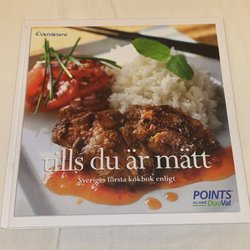 ViktVäktarna
tills du är mätt
Sveriges första kokbok enligt
POINTS
DuoVal